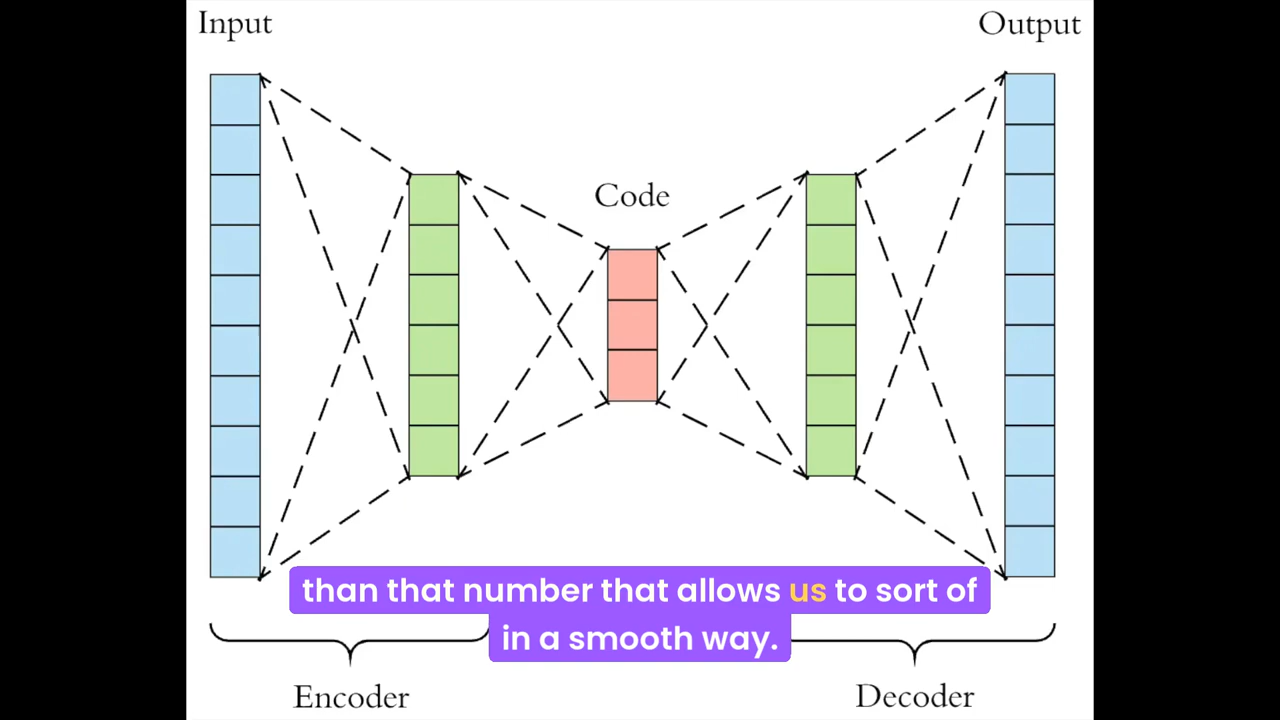 Input
Output
Code
than that number that allows us to sort of
in a smooth way.
Encoder
Decoder